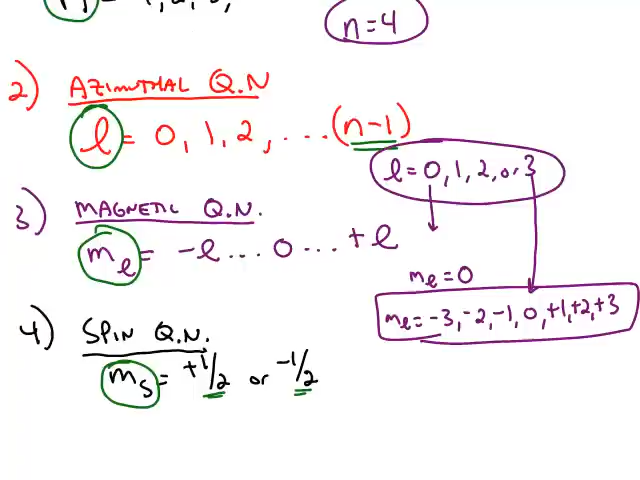 n = 4
2) AZIMUTHAL Q.N
l = 0, 1, 2, ... (n-1)
l = 0, 1, 2, or 3
3) MAGNETIC Q.N.
mₗ = -l ... 0 ... +l
mₗ = 0
mₗ = -3, -2, -1, 0, +1, +2, +3
4) SPIN Q.N.
mₛ = +1/2 or -1/2